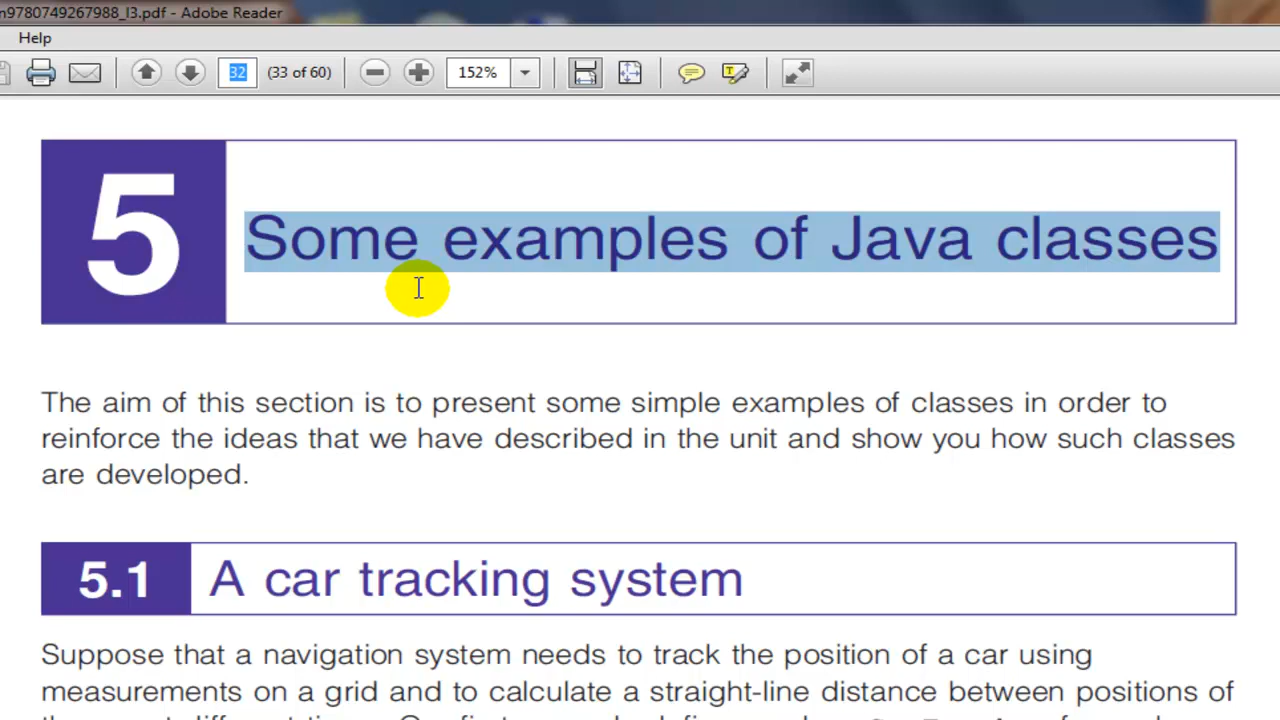 n9780749267988_l3.pdf - Adobe Reader
Help
32 (33 of 60) 152%
5 Some examples of Java classes
The aim of this section is to present some simple examples of classes in order to
reinforce the ideas that we have described in the unit and show you how such classes
are developed.
5.1 A car tracking system
Suppose that a navigation system needs to track the position of a car using
measurements on a grid and to calculate a straight-line distance between positions of